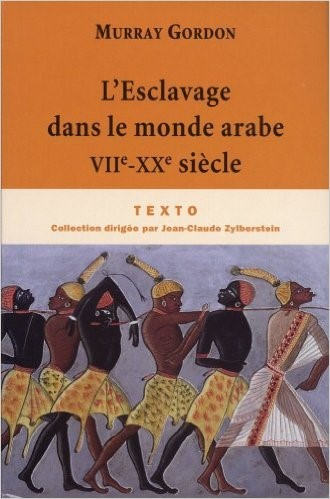 MURRAY GORDON
L'Esclavage
dans le monde arabe
VIIe-XXe siècle
TEXTO
Collection dirigée par Jean-Claude Zylberstein